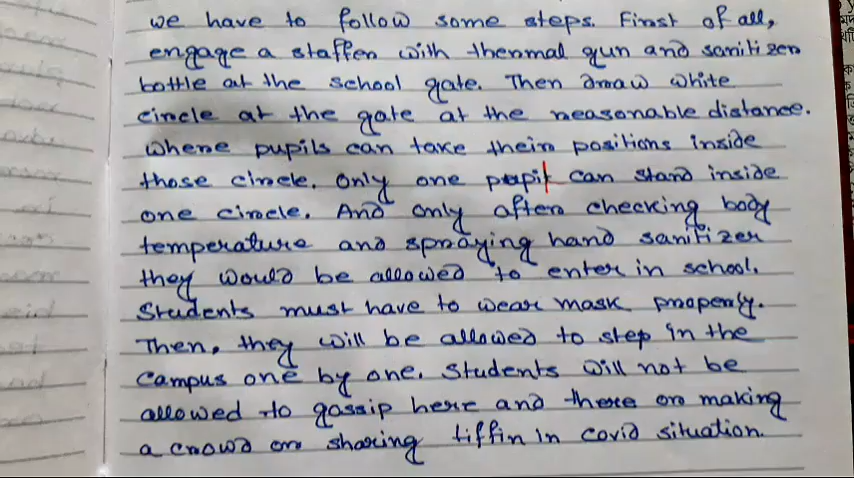 we have to follow some steps. First of all,
engage a staffer with thermal gun and sanitizer
bottle at the school gate. Then draw white
circle at the gate at the reasonable distance.
where pupils can take their positions inside
those circle. Only one pupil can stand inside
one circle. And only after checking body
temperature and spraying hand sanitizer
they would be allowed to enter in school.
Students must have to wear mask properly.
Then, they will be allowed to step in the
campus one by one. Students will not be
allowed to gossip here and there or making
a crowd or sharing tiffin in covid situation.